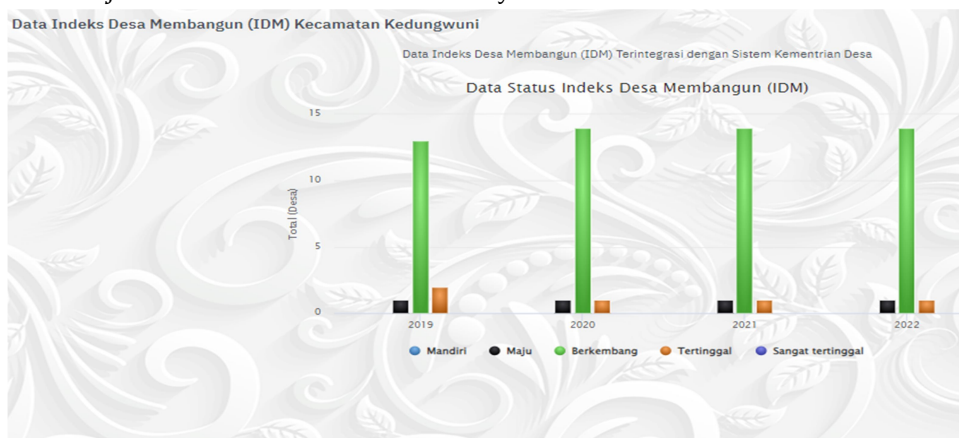 Data Indeks Desa Membangun (IDM) Kecamatan Kedungwuni
Data Indeks Desa Membangun (IDM) Terintegrasi dengan Sistem Kementrian Desa
Data Status Indeks Desa Membangun (IDM)
15
10
5
0
Total (Desa)
2019 2020 2021 2022
Mandiri Maju Berkembang Tertinggal Sangat tertinggal